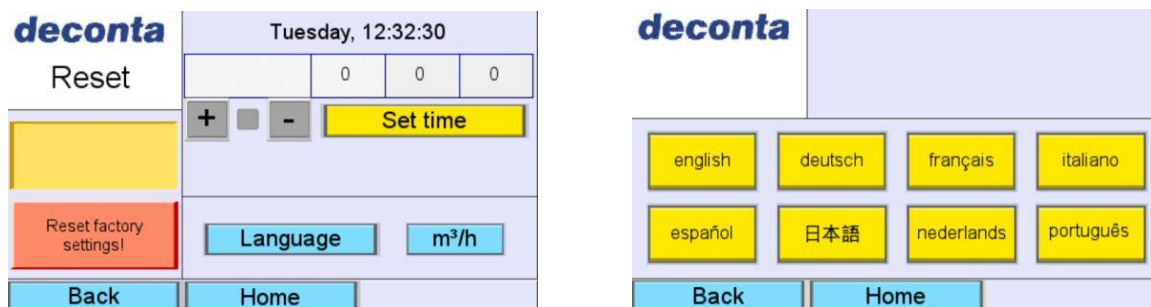 deconta
Reset
Tuesday, 12:32:30
0 0 0
+ -
Set time
Reset factory
settings!
Language
m³/h
Back
Home
deconta
english deutsch français italiano
español 日本語 nederlands português
Back
Home